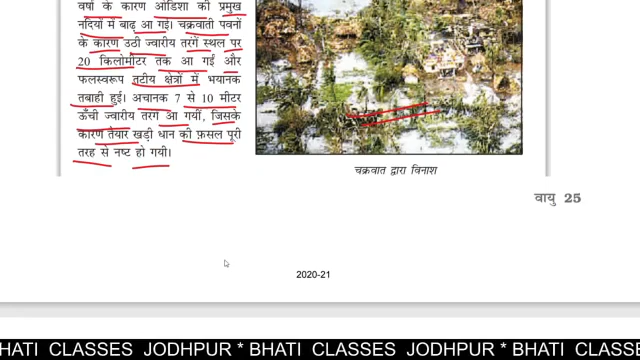 वर्षा के कारण ओडिशा की प्रमुख
नदियों में बाढ़ आ गई। चक्रवाती पवनों
के कारण उठी ज्वारीय तरंगें स्थल पर
20 किलोमीटर तक आ गईं और
फलस्वरूप तटीय क्षेत्रों में भयानक
तबाही हुई। अचानक 7 से 10 मीटर
ऊँची ज्वारीय तरंग आ गयीं, जिसके
कारण तैयार खड़ी धान की फ़सल पूरी
तरह से नष्ट हो गयी।
चक्रवात द्वारा विनाश
वायु 25
2020-21
HATI CLASSES JODHPUR * BHATI CLASSES JODHPUR * BHATI CLASSE